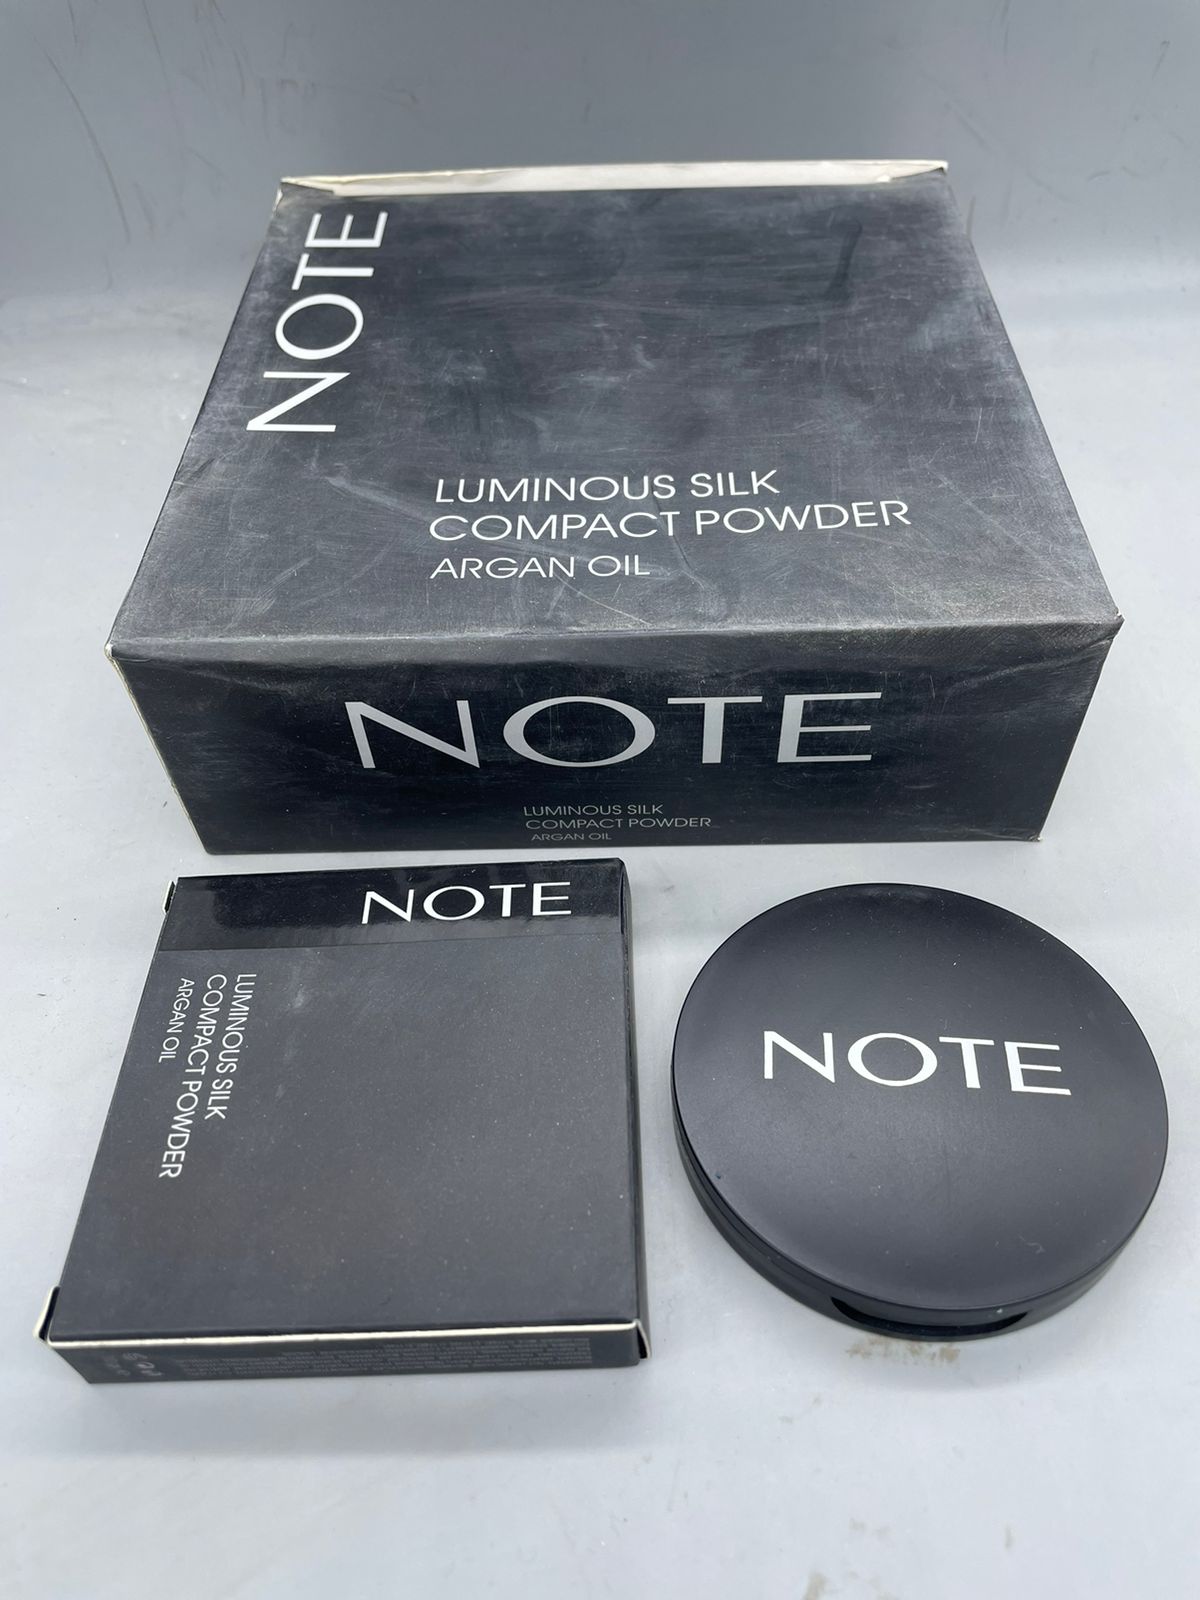 NOTE
LUMINOUS SILK
COMPACT POWDER
ARGAN OIL
NOTE
LUMINOUS SILK
COMPACT POWDER
ARGAN OIL
NOTE
LUMINOUS SILK
COMPACT POWDER
ARGAN OIL
NOTE